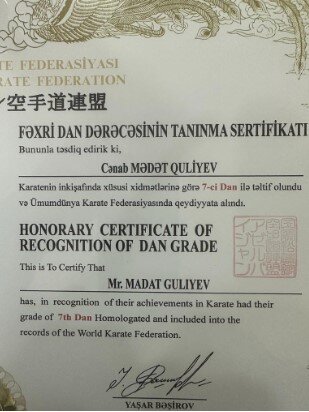 TE FEDERASİYASI
RATE FEDERATION
ン空手道連盟
FƏXRİ DAN DƏRƏCƏSİNİN TANINMA SERTİFİKATI
Bununla təsdiq edirik ki,
Cənab MƏDƏT QULİYEV
Karatenin inkişafında xüsusi xidmətlərinə görə 7-ci Dan ilə təltif olundu
və Ümumdünya Karate Federasiyasında qeydiyyata alındı.
HONORARY CERTIFICATE OF
RECOGNITION OF DAN GRADE
This is To Certify That
Mr. MADAT GULIYEV
has, in recognition of their achievements in Karate had their
grade of 7th Dan Homologated and included into the
records of the World Karate Federation.
YAŞAR BƏŞİROV